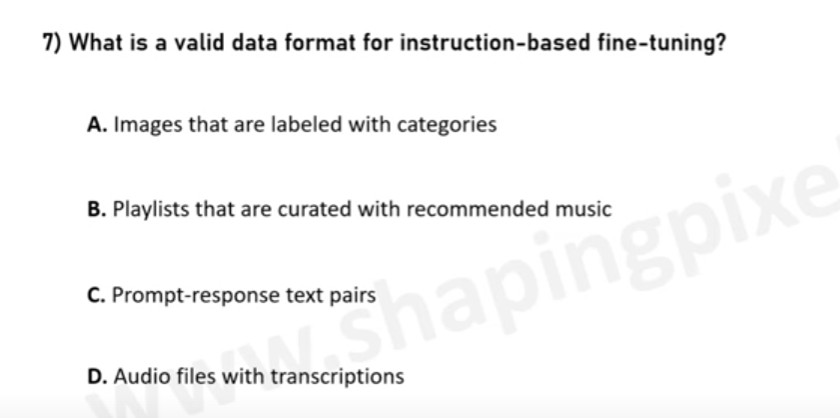 7) What is a valid data format for instruction-based fine-tuning?
A. Images that are labeled with categories
B. Playlists that are curated with recommended music
C. Prompt-response text pairs
D. Audio files with transcriptions
www.shapingpixe